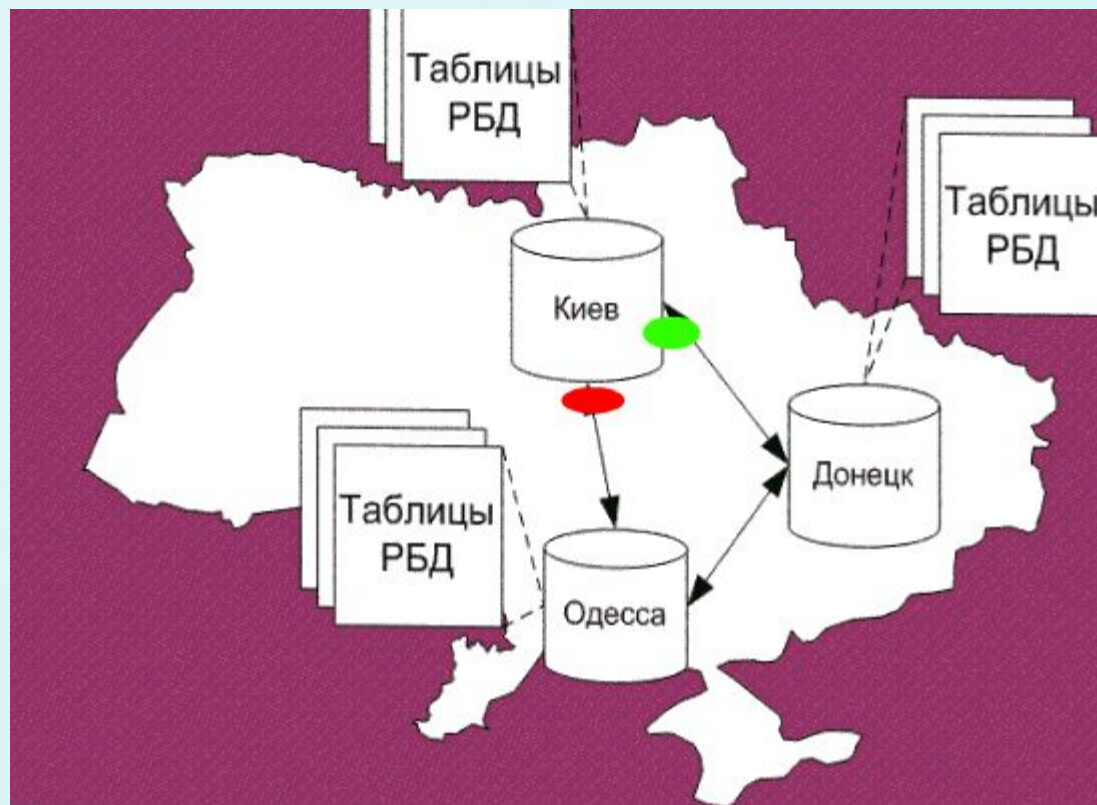 Таблицы
РБД
Таблицы
РБД
Киев
Донецк
Таблицы
РБД
Одесса